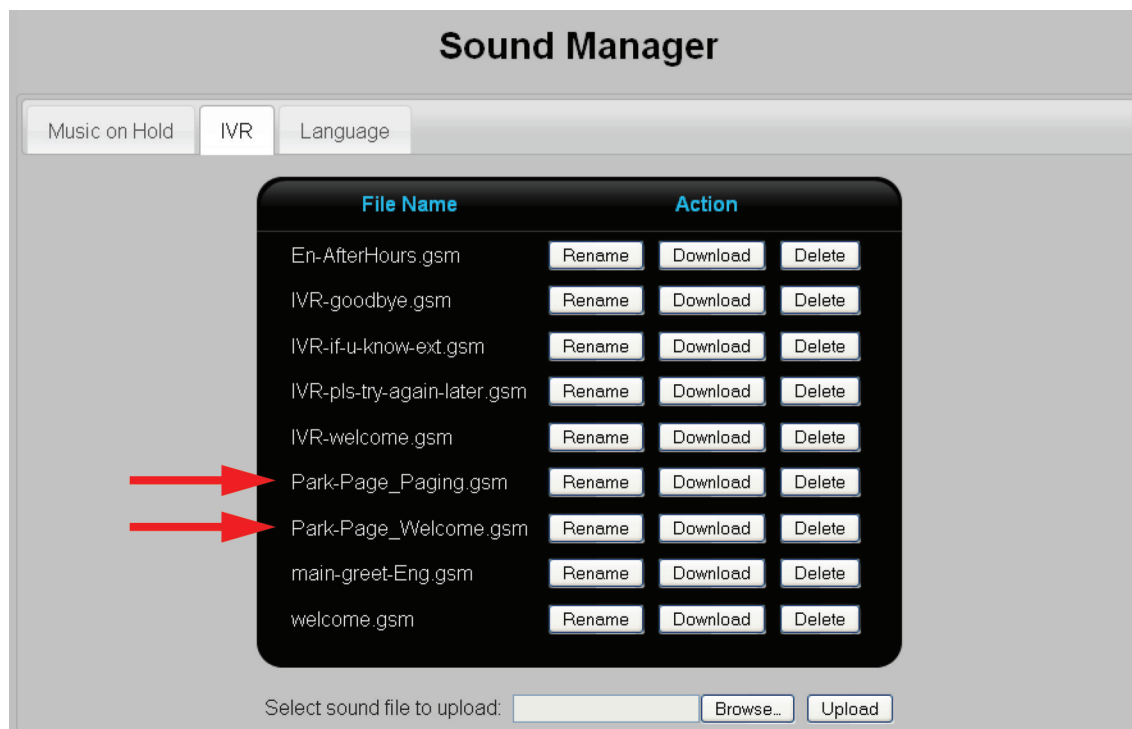 Sound Manager
Music on Hold IVR Language
File Name Action
En-AfterHours.gsm Rename Download Delete
IVR-goodbye.gsm Rename Download Delete
IVR-if-u-know-ext.gsm Rename Download Delete
IVR-pls-try-again-later.gsm Rename Download Delete
IVR-welcome.gsm Rename Download Delete
Park-Page_Paging.gsm Rename Download Delete
Park-Page_Welcome.gsm Rename Download Delete
main-greet-Eng.gsm Rename Download Delete
welcome.gsm Rename Download Delete
Select sound file to upload: Browse... Upload